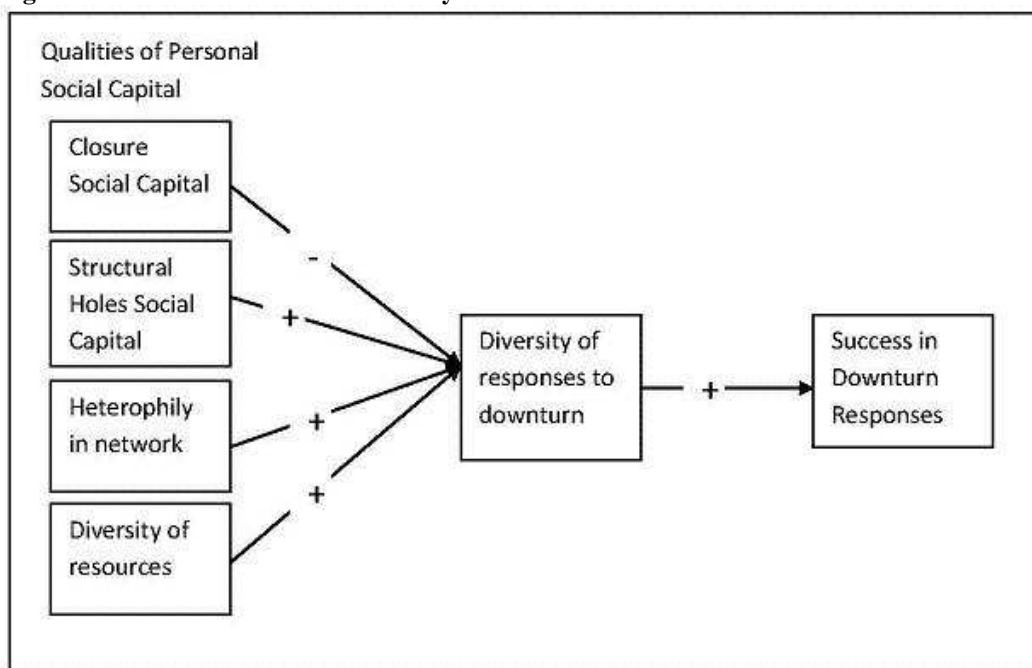 Qualities of Personal
Social Capital
Closure
Social Capital
-
Structural
Holes Social
Capital
+
Heterophily
in network
+
Diversity of
resources
+
Diversity of
responses to
downturn
+
Success in
Downturn
Responses